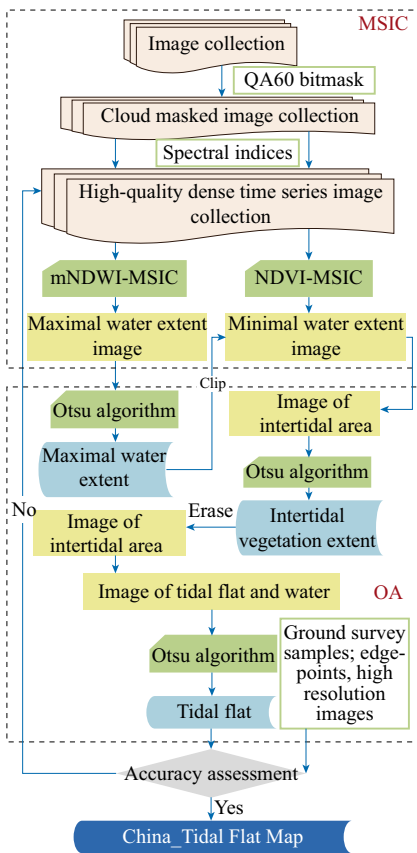 MSIC
Image collection
QA60 bitmask
Cloud masked image collection
Spectral indices
High-quality dense time series image
collection
mNDWI-MSIC
NDVI-MSIC
Maximal water extent
image
Minimal water extent
image
Clip
Otsu algorithm
Image of
intertidal area
Maximal water
extent
Otsu algorithm
No
Image of
intertidal area
Erase
Intertidal
vegetation extent
Image of tidal flat and water
OA
Otsu algorithm
Ground survey
samples; edge-
points, high
resolution
images
Tidal flat
Accuracy assessment
Yes
China_Tidal Flat Map